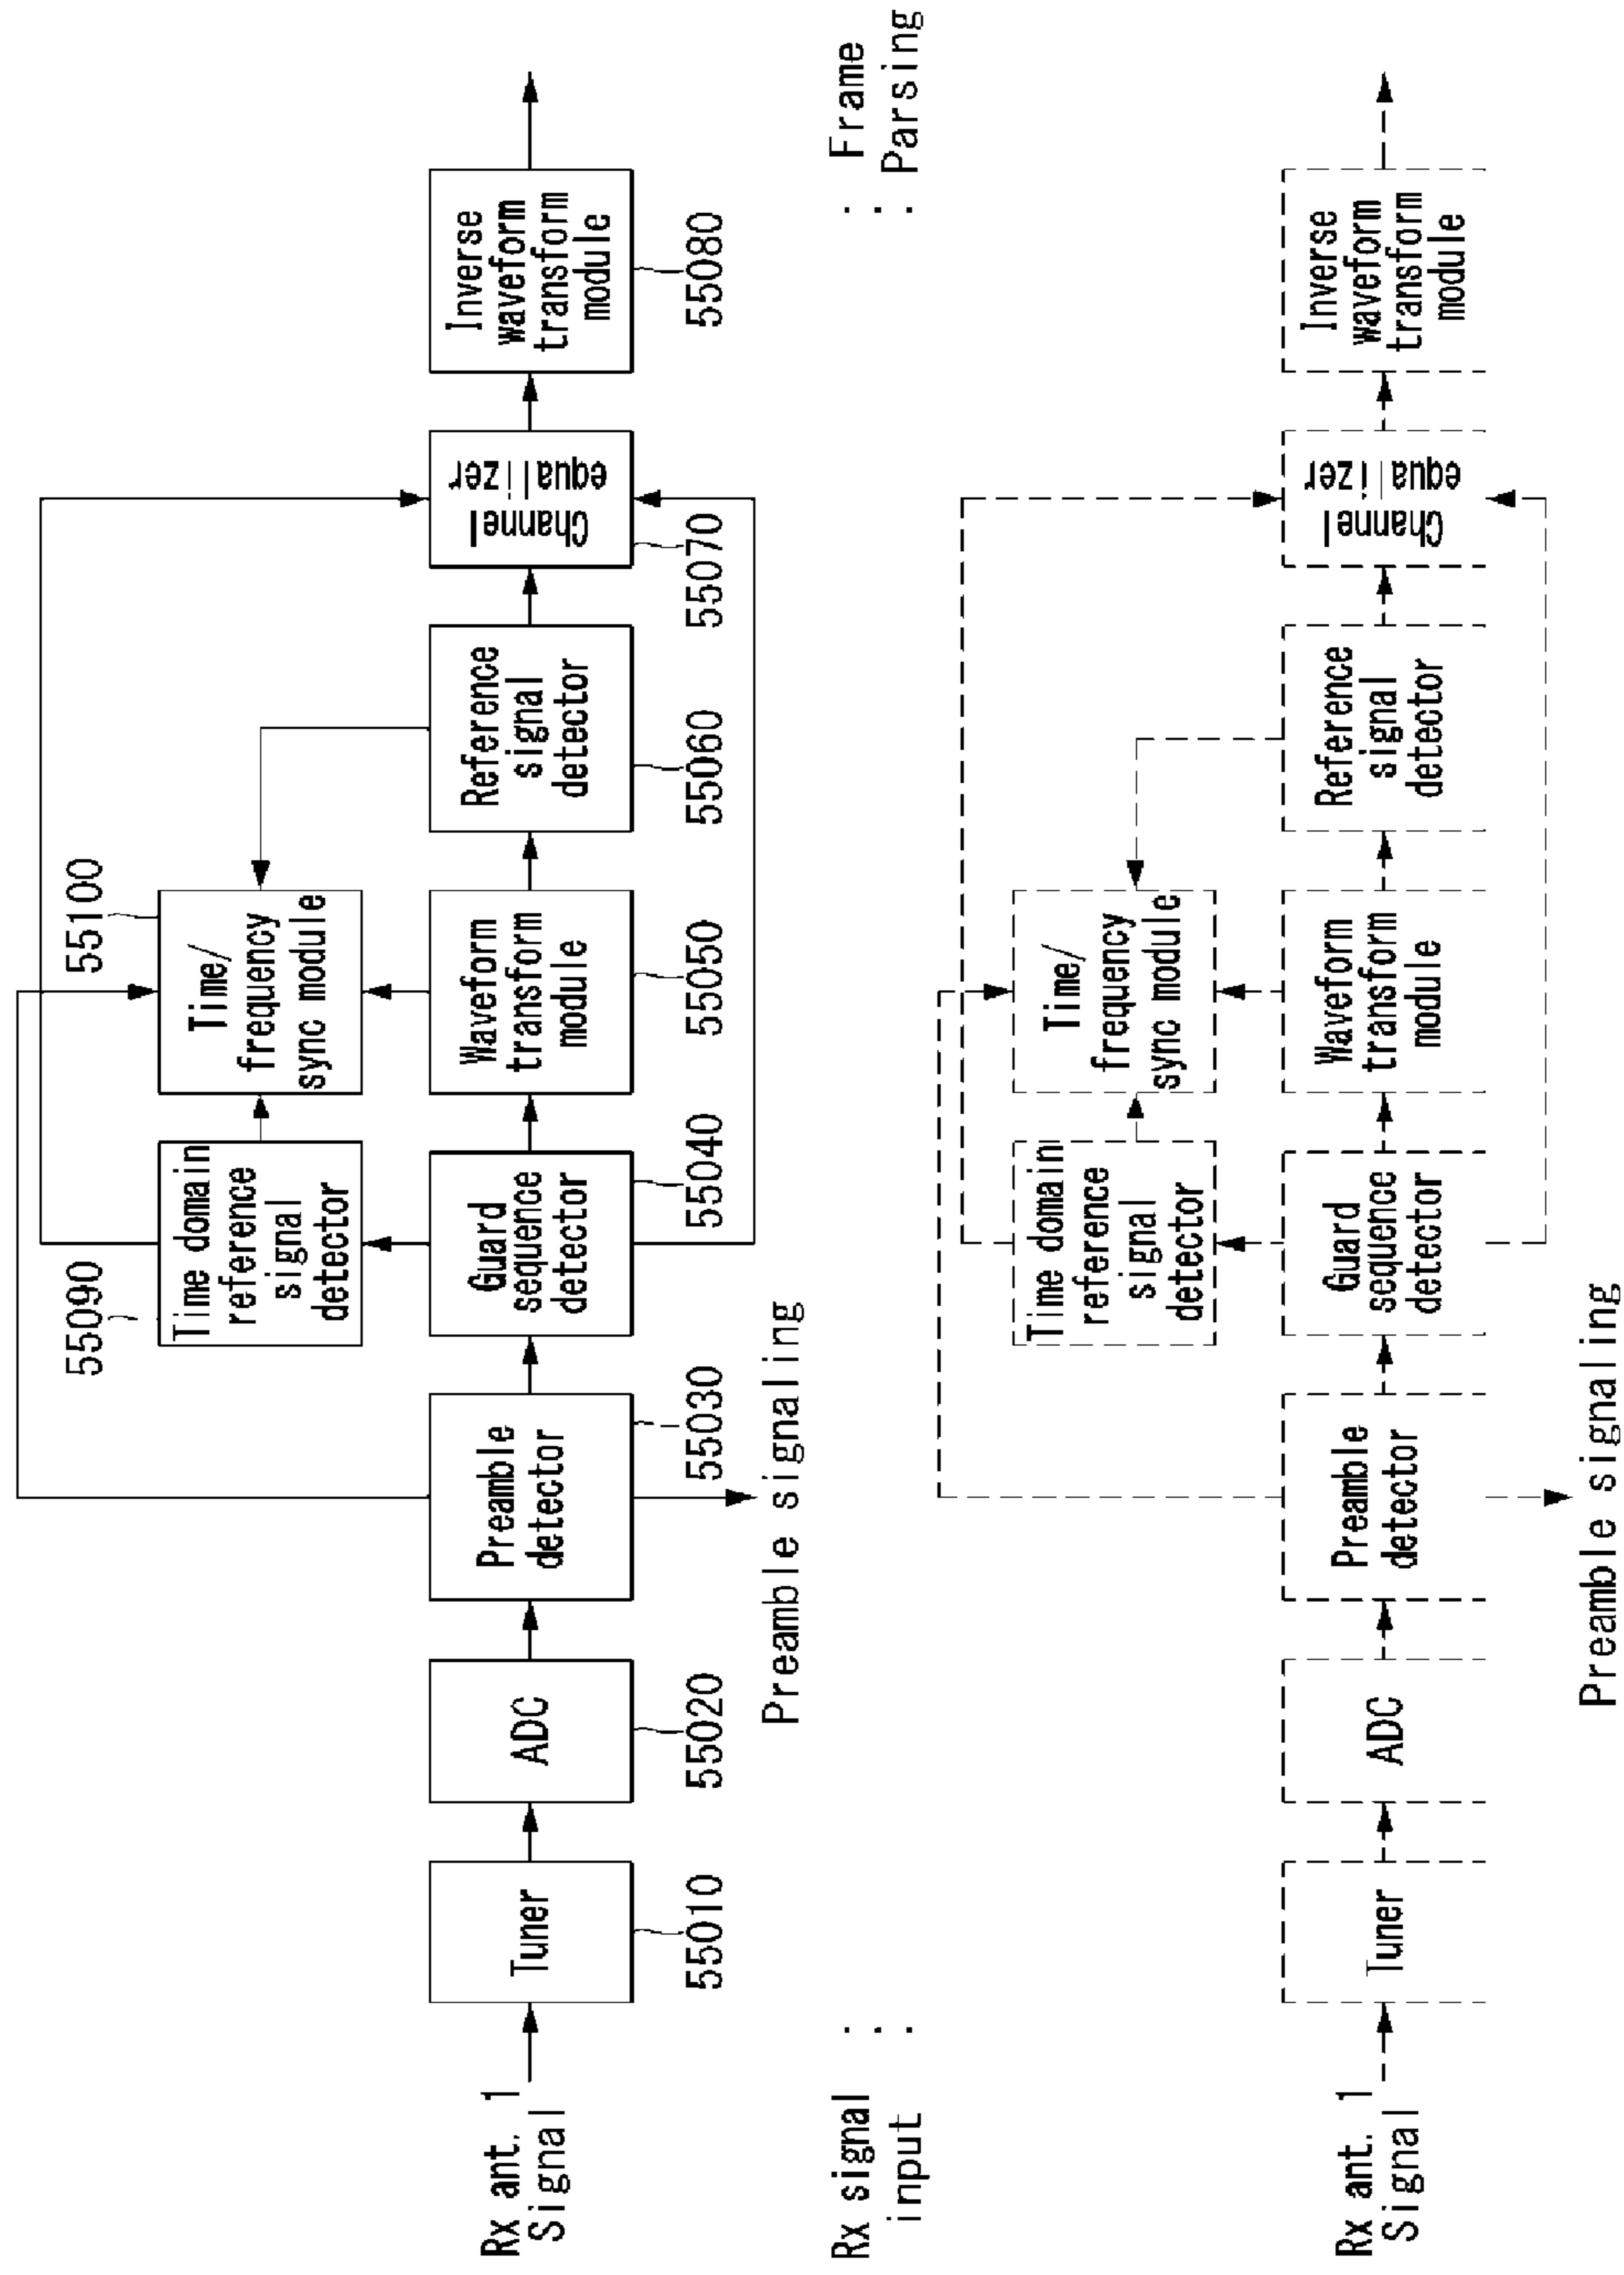 55100
55090
Time domain
reference
signal
detector
Time/
frequency
sync module
Rx ant. 1
Signal
Tuner
ADC
Preamble
detector
Guard
sequence
detector
Waveform
transform
module
Reference
signal
detector
Channel
equalizer
Inverse
waveform
transform
module
55010
55020
55030
55040
55050
55060
55070
55080
Preamble signaling
Rx signal
input
...
... Frame
Parsing
Time domain
reference
signal
detector
Time/
frequency
sync module
Rx ant. 1
Signal
Tuner
ADC
Preamble
detector
Guard
sequence
detector
Waveform
transform
module
Reference
signal
detector
Channel
equalizer
Inverse
waveform
transform
module
Preamble signaling